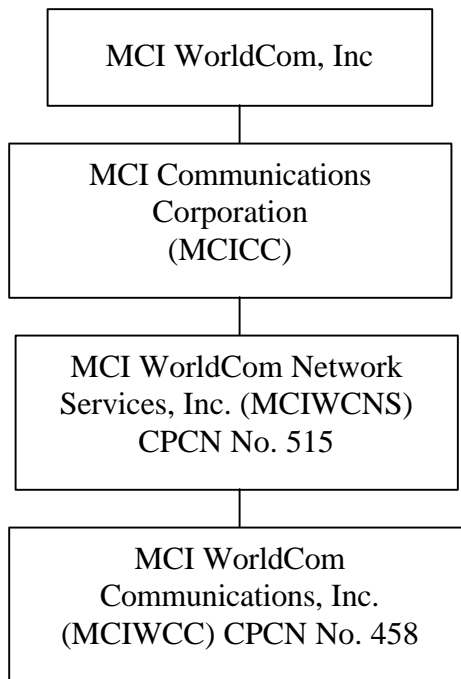 MCI WorldCom, Inc
MCI Communications
Corporation
(MCICC)
MCI WorldCom Network
Services, Inc. (MCIWCNS)
CPCN No. 515
MCI WorldCom
Communications, Inc.
(MCIWCC) CPCN No. 458